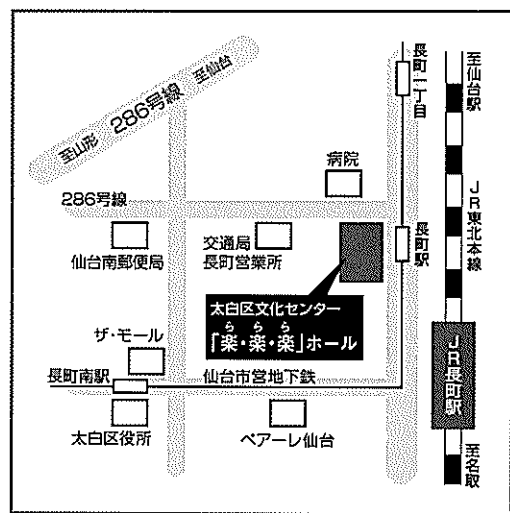 至山形 286号線 至仙台
長町一丁目
至仙台駅
病院
286号線
JR東北本線
仙台南郵便局
交通局
長町営業所
長町駅
太白区文化センター
「楽・楽・楽」ホール
ら ら ら
ザ・モール
JR長町駅
長町南駅
仙台市営地下鉄
太白区役所
ペアーレ仙台
至名取